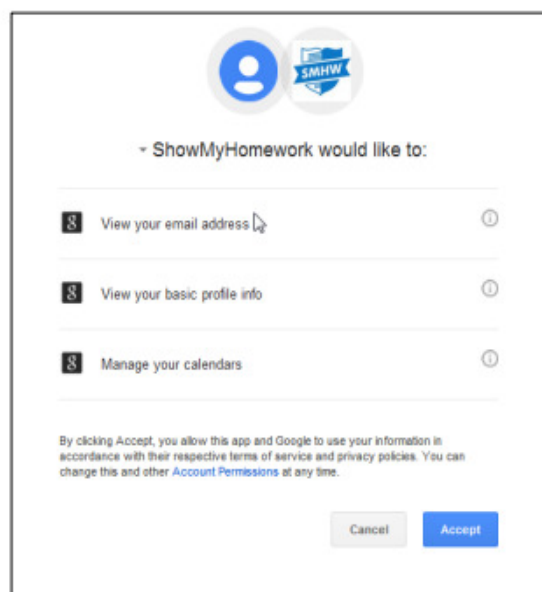 SMHW
ShowMyHomework would like to:
View your email address
View your basic profile info
Manage your calendars
By clicking Accept, you allow this app and Google to use your information in
accordance with their respective terms of service and privacy policies. You can
change this and other Account Permissions at any time.
Cancel Accept